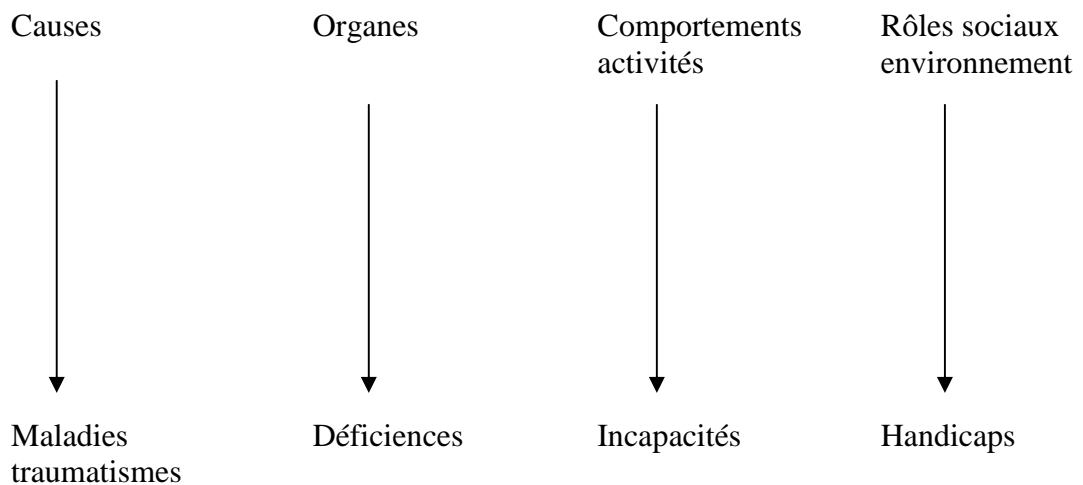 Causes
Organes
Comportements
activités
Rôles sociaux
environnement
Maladies
traumatismes
Déficiences
Incapacités
Handicaps